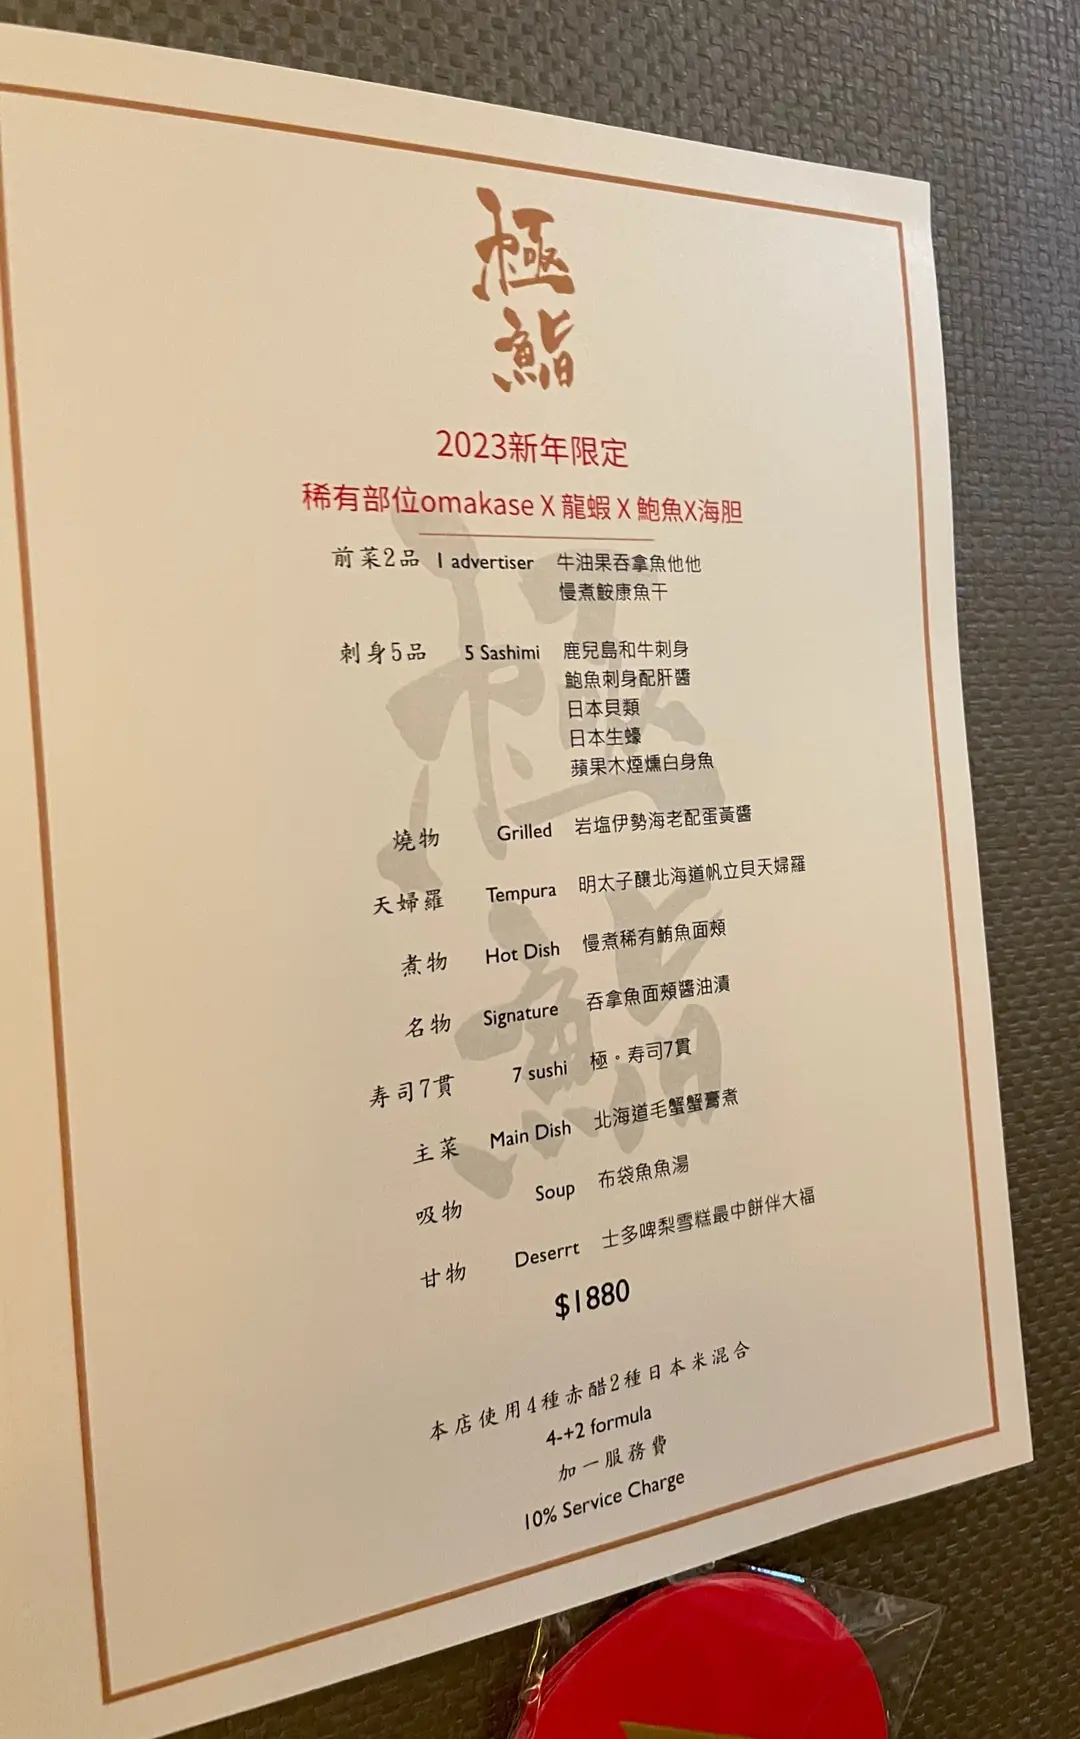 極
鮨
2023新年限定
稀有部位omakase X 龍蝦 X 鮑魚X海胆
前菜2品 1 advertiser 牛油果吞拿魚他他
慢煮鮟康魚干
刺身5品 5 Sashimi 鹿兒島和牛刺身
鮑魚刺身配肝醬
日本貝類
日本生蠔
蘋果木煙燻白身魚
燒物 Grilled 岩塩伊勢海老配蛋黃醬
天婦羅 Tempura 明太子釀北海道帆立貝天婦羅
煮物 Hot Dish 慢煮稀有鮪魚面頰
名物 Signature 吞拿魚面頰醬油漬
寿司7貫 7 sushi 極。寿司7貫
主菜 Main Dish 北海道毛蟹蟹膏煮
吸物 Soup 布袋魚魚湯
甘物 Deserrt 士多啤梨雪糕最中餅伴大福
$1880
本店使用4種赤醋2種日本米混合
4-+2 formula
加一服務費
10% Service Charge